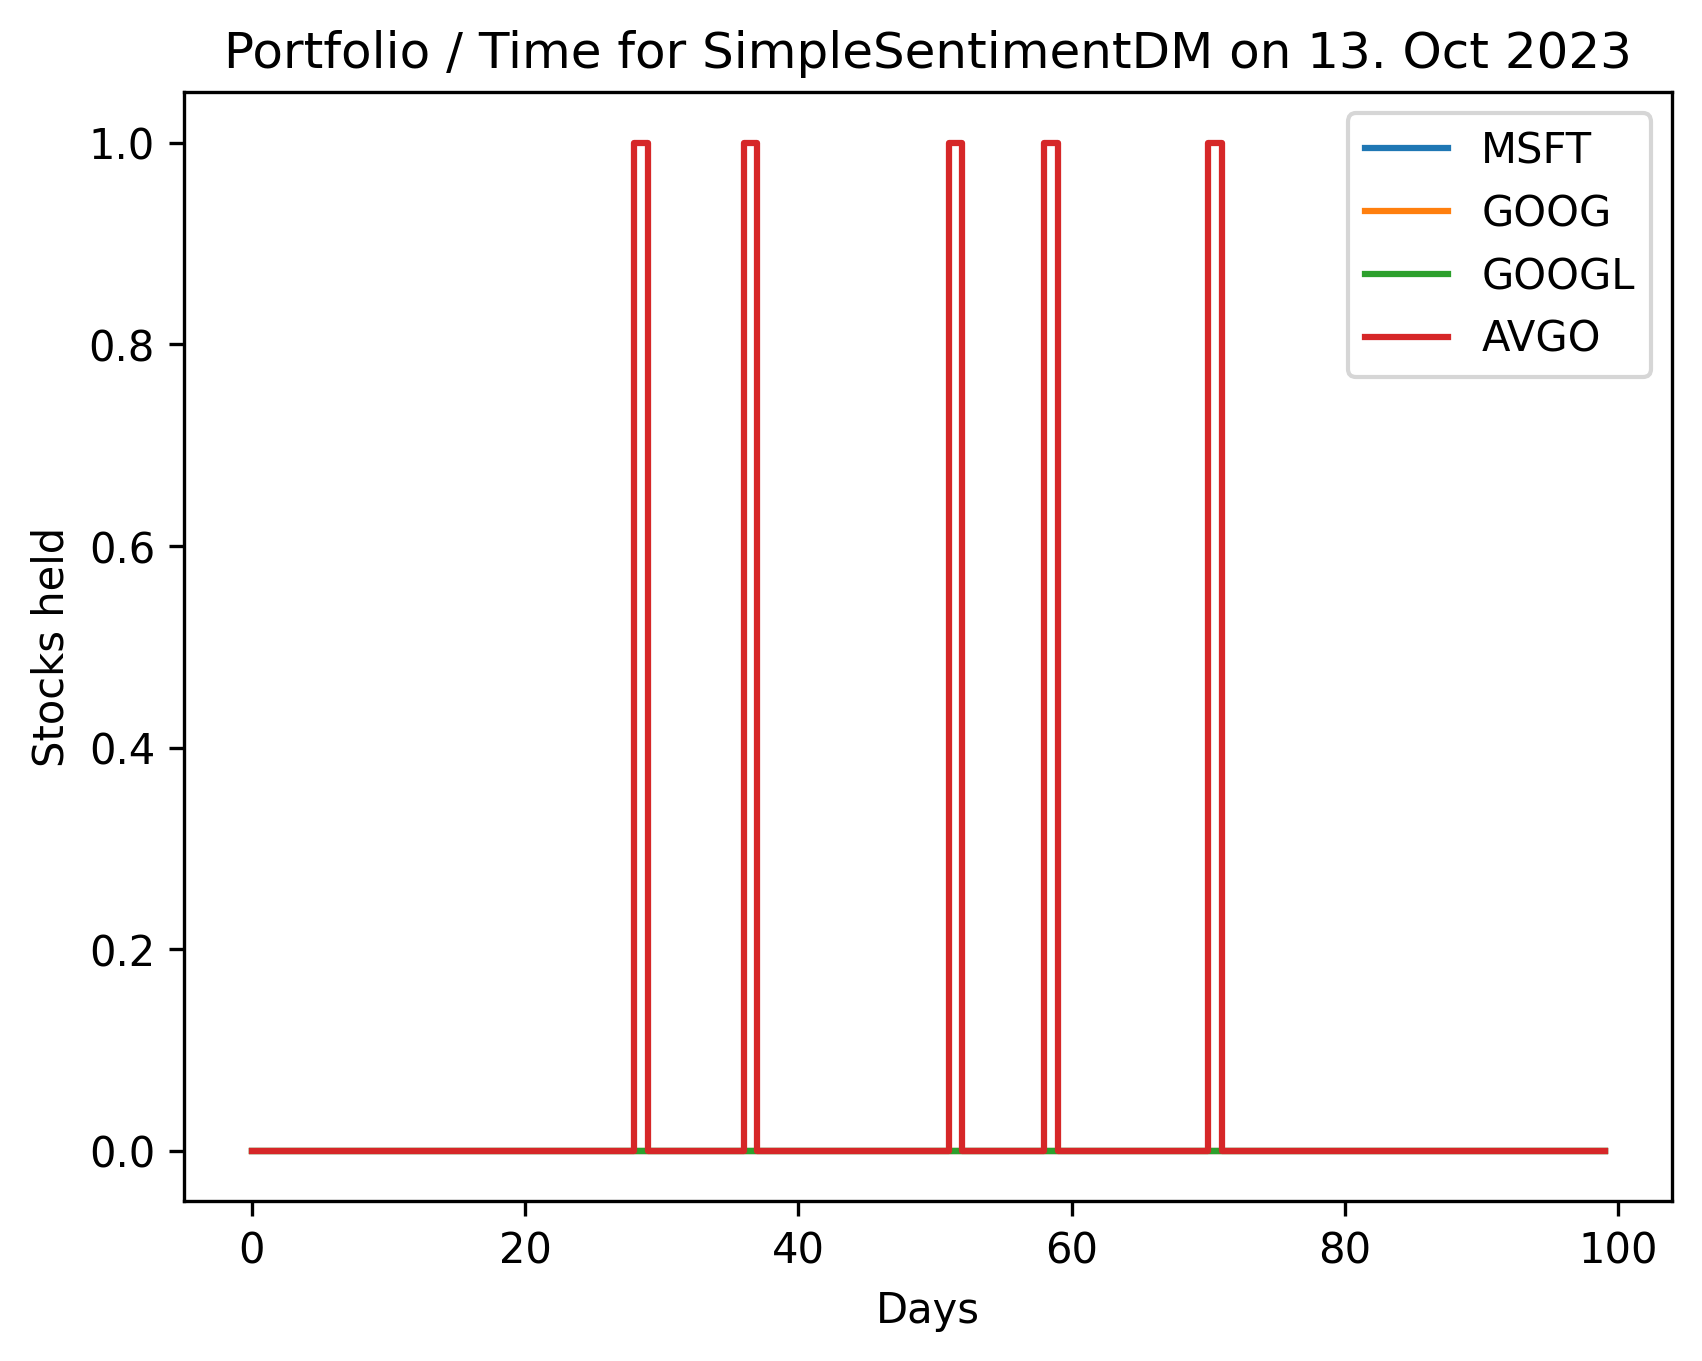 Portfolio / Time for SimpleSentimentDM on 13. Oct 2023
MSFT
GOOG
GOOGL
AVGO
Stocks held
1.0
0.8
0.6
0.4
0.2
0.0
0 20 40 60 80 100
Days